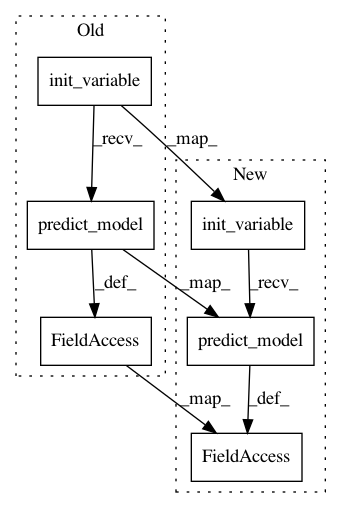 Old
init_variable
_recv_
_map_
New
predict_model
init_variable
_def_
_map_
_recv_
FieldAccess
predict_model
_map_
_def_
FieldAccess